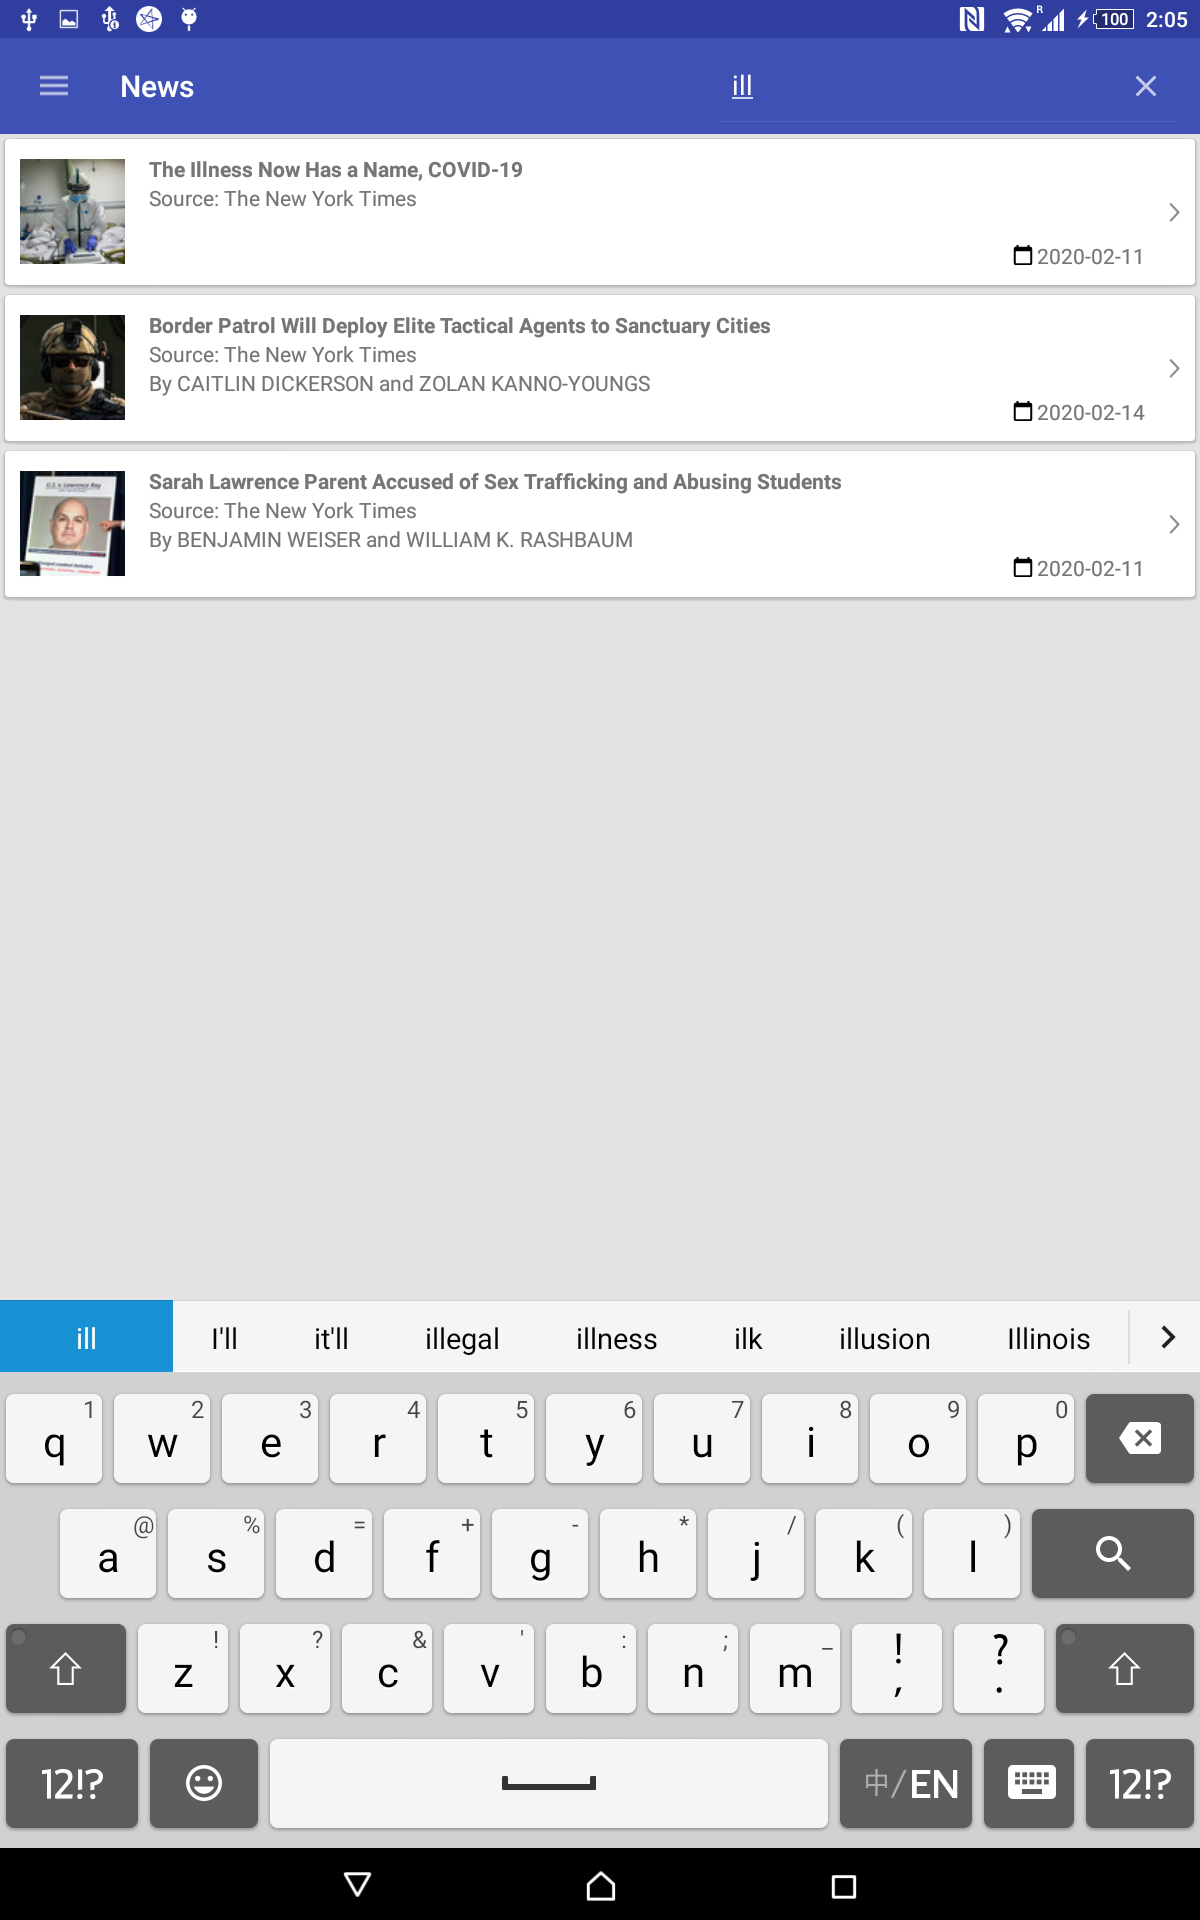 100 2:05
News
ill
The Illness Now Has a Name, COVID-19
Source: The New York Times
2020-02-11
Border Patrol Will Deploy Elite Tactical Agents to Sanctuary Cities
Source: The New York Times
By CAITLIN DICKERSON and ZOLAN KANNO-YOUNGS
2020-02-14
Sarah Lawrence Parent Accused of Sex Trafficking and Abusing Students
Source: The New York Times
By BENJAMIN WEISER and WILLIAM K. RASHBAUM
2020-02-11
ill I'll it'll illegal illness ilk illusion Illinois
1 2 3 4 5 6 7 8 9 0
q w e r t y u i o p
@ % = + - * / ( )
a s d f g h j k l
! ? & ' : ; _ ! ?
z x c v b n m , .
12!? 中/EN 12!?